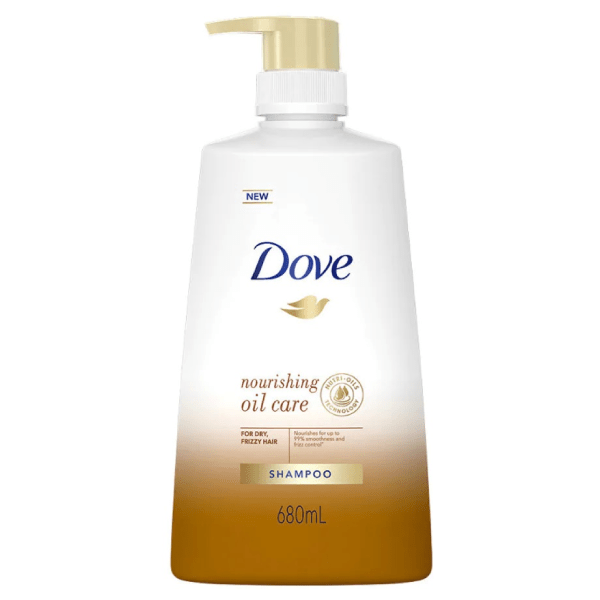 NEW
Dove
nourishing
oil care
NUTRI-OILS
TECHNOLOGY
FOR DRY,
FRIZZY HAIR
Nourishes for up to
99% smoothness and
frizz control*
SHAMPOO
680mL